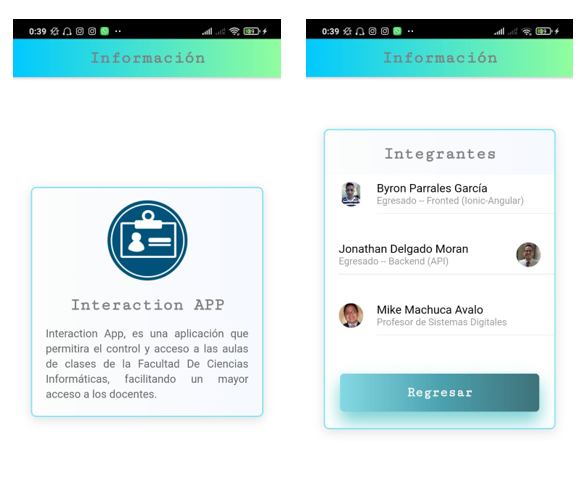 0:39
Información
Interaction APP
Interaction App, es una aplicación que
permitira el control y acceso a las aulas
de clases de la Facultad De Ciencias
Informáticas, facilitando un mayor
acceso a los docentes.
0:39
Información
Integrantes
Byron Parrales García
Egresado – Fronted (Ionic-Angular)
Jonathan Delgado Moran
Egresado – Backend (API)
Mike Machuca Avalo
Profesor de Sistemas Digitales
Regresar